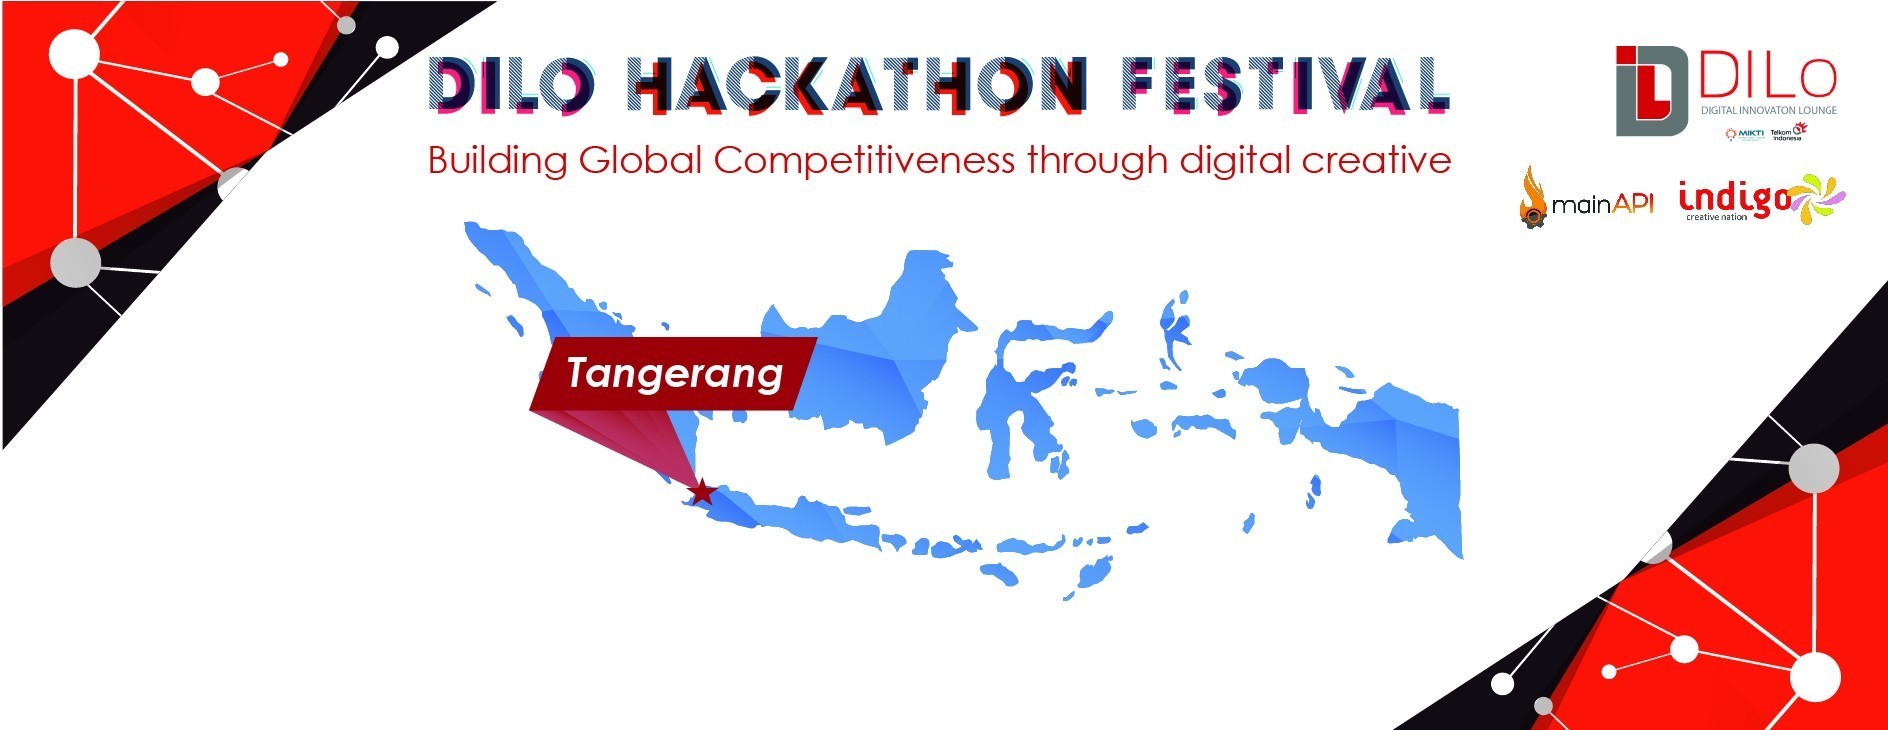 DILO HACKATHON FESTIVAL
Building Global Competitiveness through digital creative
DILo
DIGITAL INNOVATON LOUNGE
MIKTI
Telkom
Indonesia
mainAPI
indigo
creative nation
Tangerang